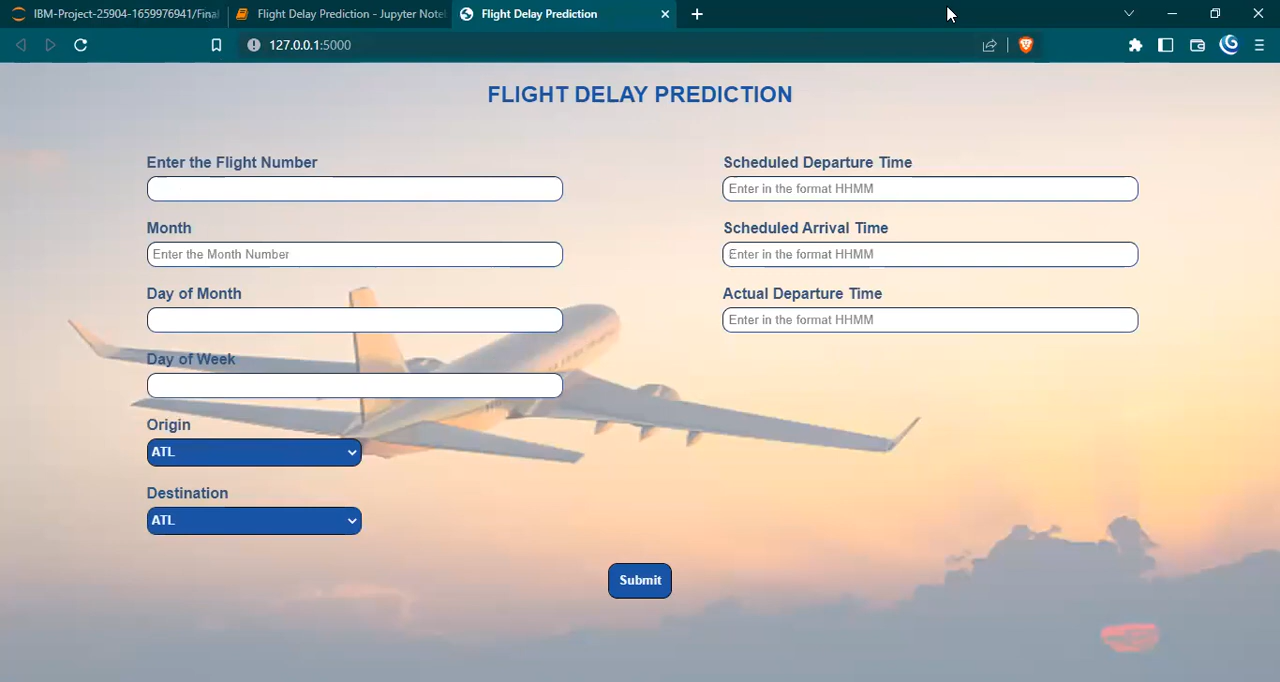 IBM-Project-25904-1659976941/Final
Flight Delay Prediction - Jupyter Note
Flight Delay Prediction
127.0.0.1:5000
FLIGHT DELAY PREDICTION
Enter the Flight Number
Month
Enter the Month Number
Day of Month
Day of Week
Origin
ATL
Destination
ATL
Scheduled Departure Time
Enter in the format HHMM
Scheduled Arrival Time
Enter in the format HHMM
Actual Departure Time
Enter in the format HHMM
Submit